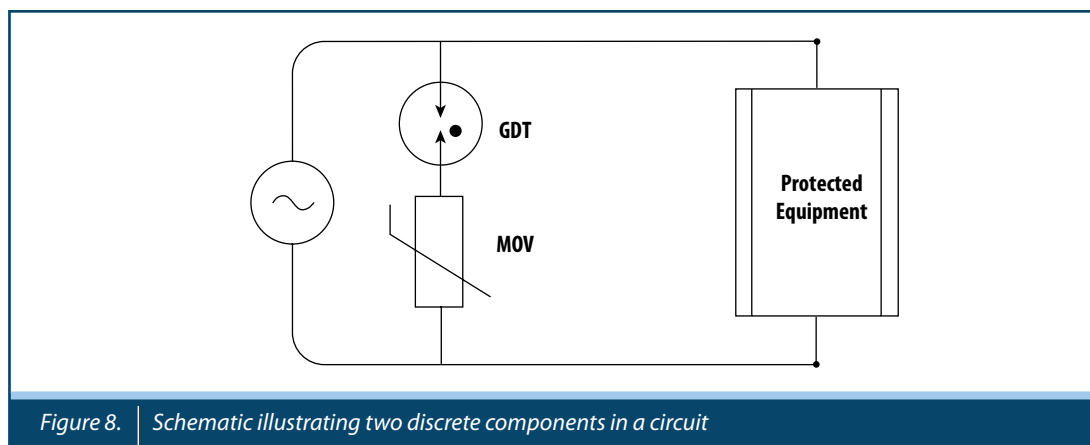 GDT
MOV
Protected
Equipment
Figure 8. Schematic illustrating two discrete components in a circuit